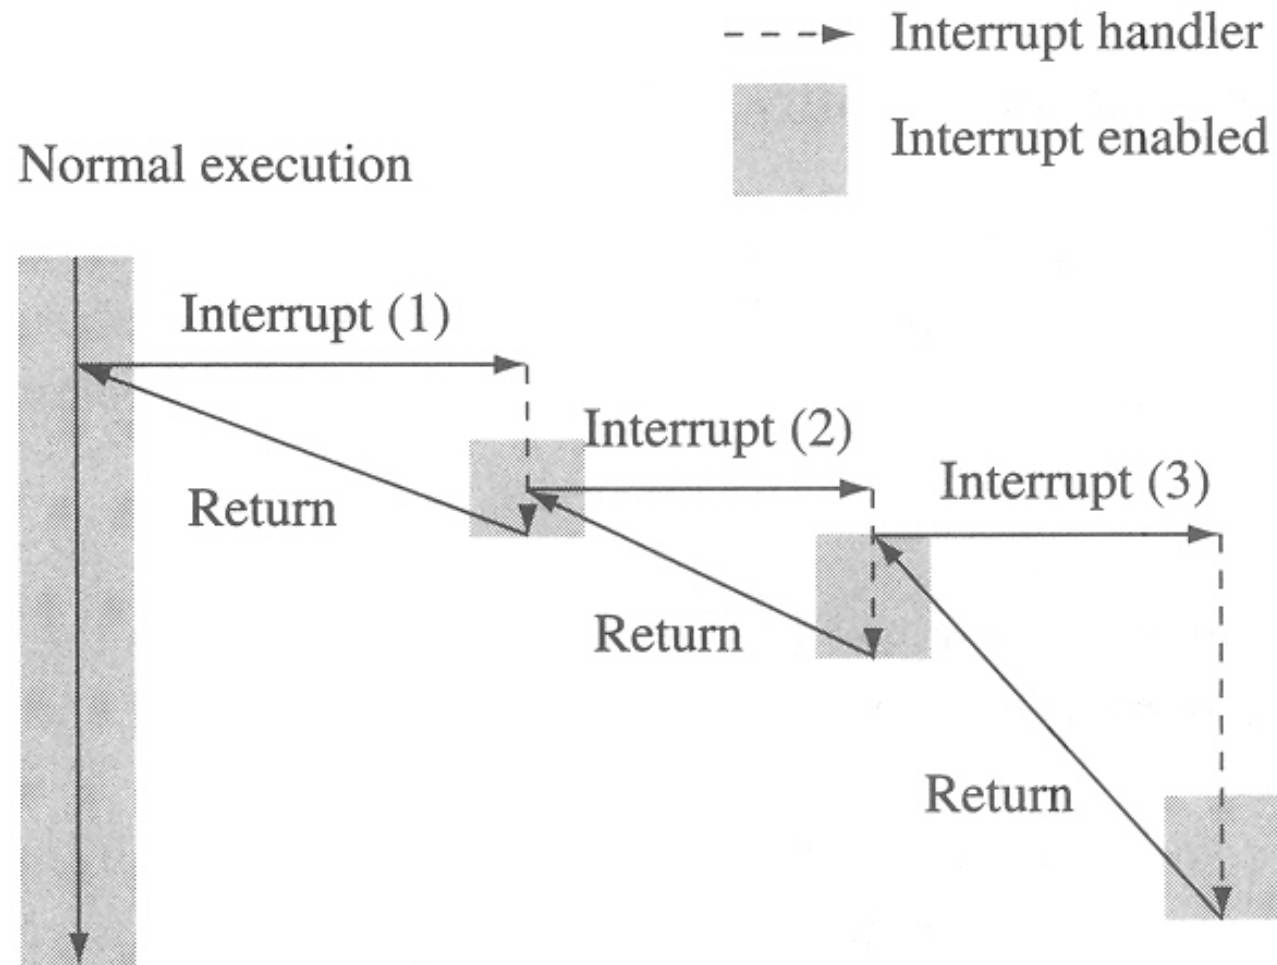 Interrupt handler
Interrupt enabled
Normal execution
Interrupt (1)
Interrupt (2)
Interrupt (3)
Return
Return
Return